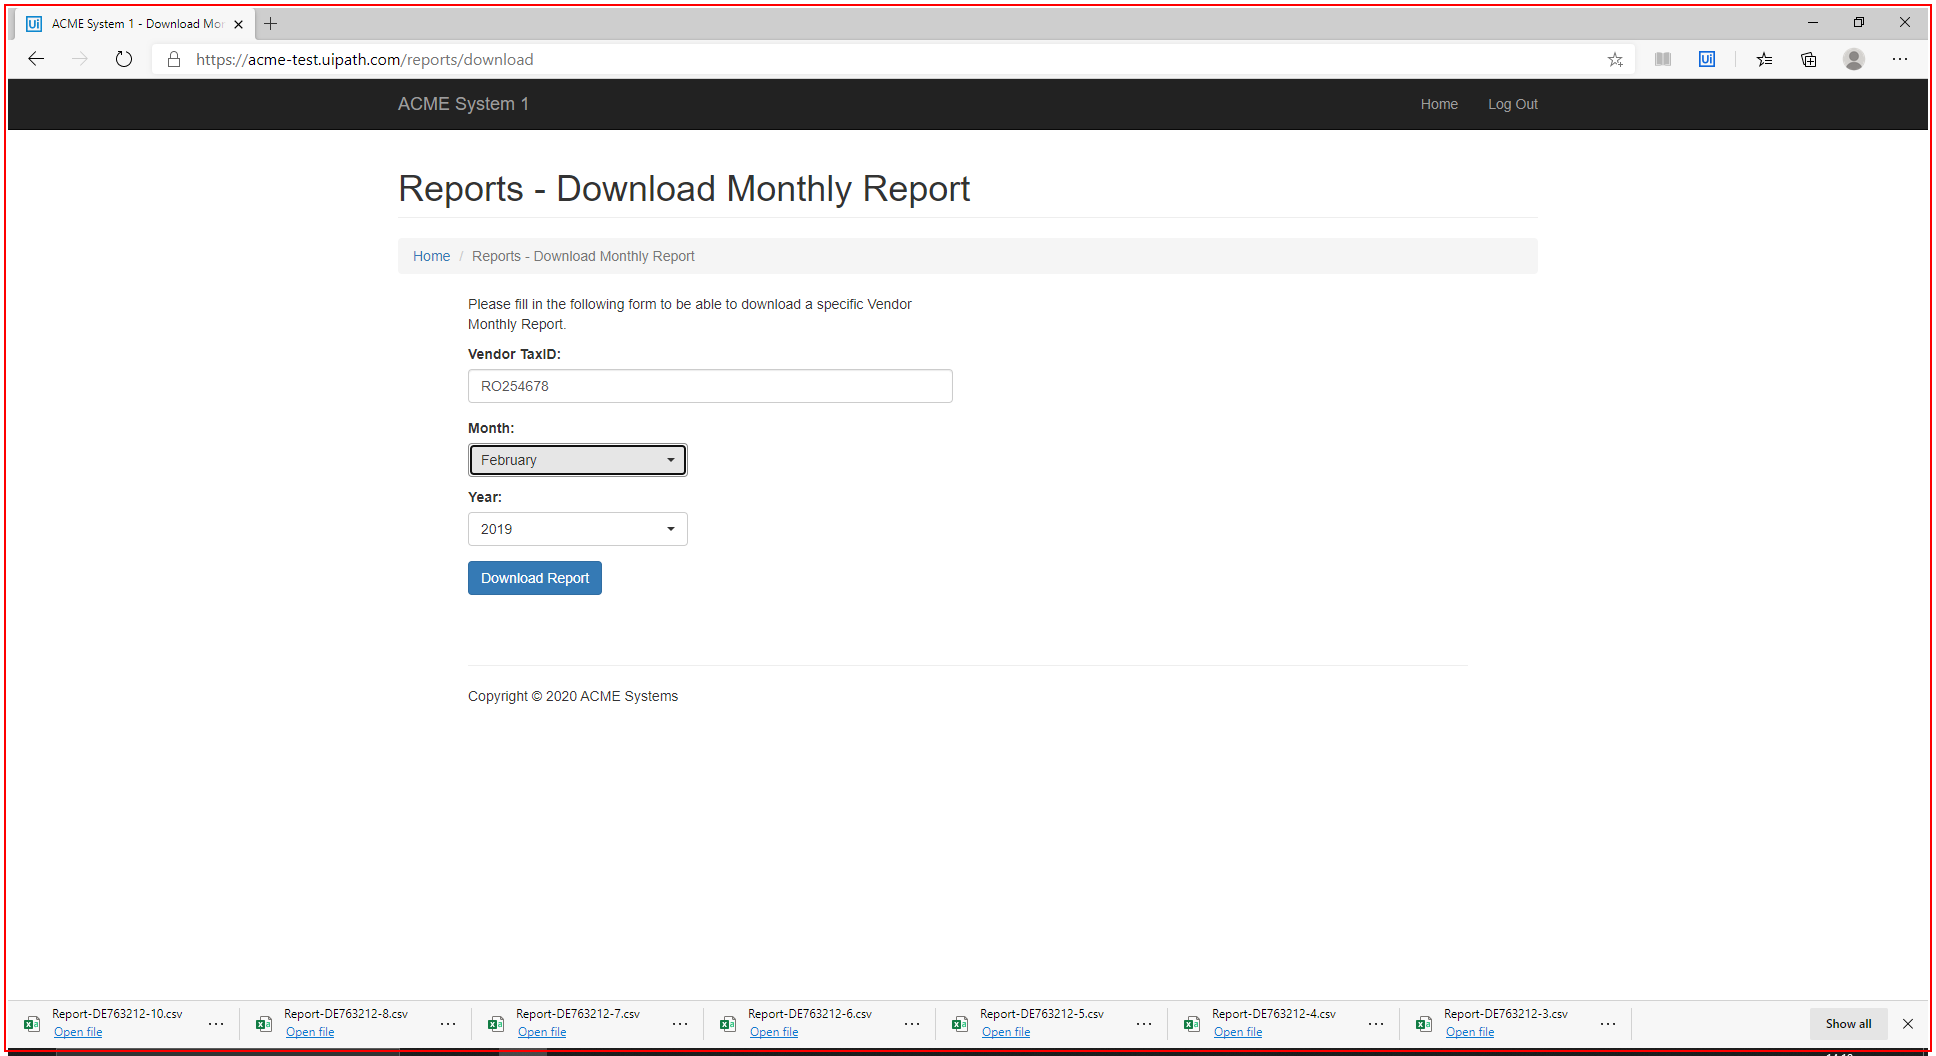 Ui ACME System 1 - Download Mo
https://acme-test.uipath.com/reports/download
Ui
ACME System 1
Home Log Out
Reports - Download Monthly Report
Home / Reports - Download Monthly Report
Please fill in the following form to be able to download a specific Vendor
Monthly Report.
Vendor TaxID:
RO254678
Month:
February
Year:
2019
Download Report
Copyright © 2020 ACME Systems
Report-DE763212-10.csv
Open file
Report-DE763212-8.csv
Open file
Report-DE763212-7.csv
Open file
Report-DE763212-6.csv
Open file
Report-DE763212-5.csv
Open file
Report-DE763212-4.csv
Open file
Report-DE763212-3.csv
Open file
Show all